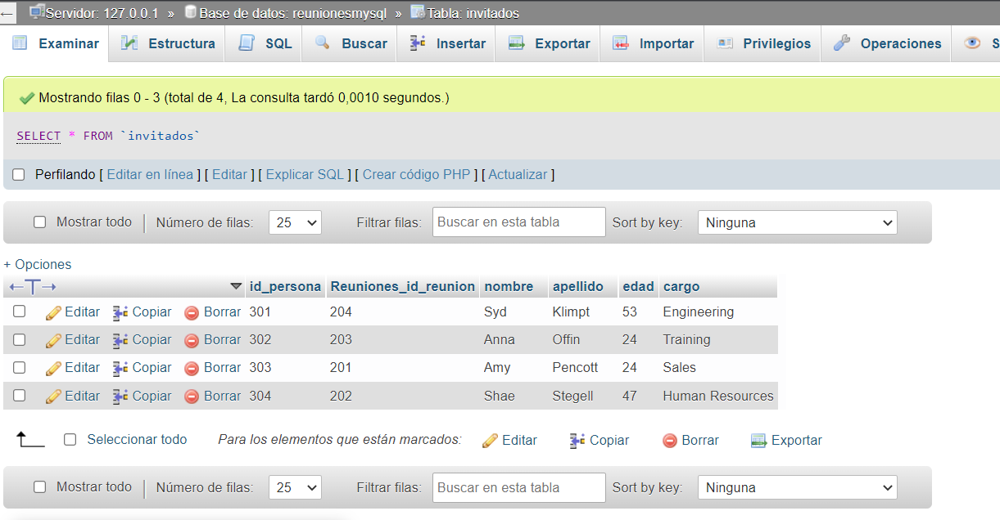 ← Servidor: 127.0.0.1 » Base de datos: reunionesmysql » Tabla: invitados
Examinar Estructura SQL Buscar Insertar Exportar Importar Privilegios Operaciones S
Mostrando filas 0 - 3 (total de 4, La consulta tardó 0,0010 segundos.)
SELECT * FROM `invitados`
Perfilando [ Editar en línea ] [ Editar ] [ Explicar SQL ] [ Crear código PHP ] [ Actualizar ]
Mostrar todo | Número de filas: 25 Filtrar filas: Buscar en esta tabla Sort by key: Ninguna
+ Opciones
←T→ id_persona Reuniones_id_reunion nombre apellido edad cargo
Editar Copiar Borrar 301 204 Syd Klimpt 53 Engineering
Editar Copiar Borrar 302 203 Anna Offin 24 Training
Editar Copiar Borrar 303 201 Amy Pencott 24 Sales
Editar Copiar Borrar 304 202 Shae Stegell 47 Human Resources
Seleccionar todo Para los elementos que están marcados: Editar Copiar Borrar Exportar
Mostrar todo | Número de filas: 25 Filtrar filas: Buscar en esta tabla Sort by key: Ninguna